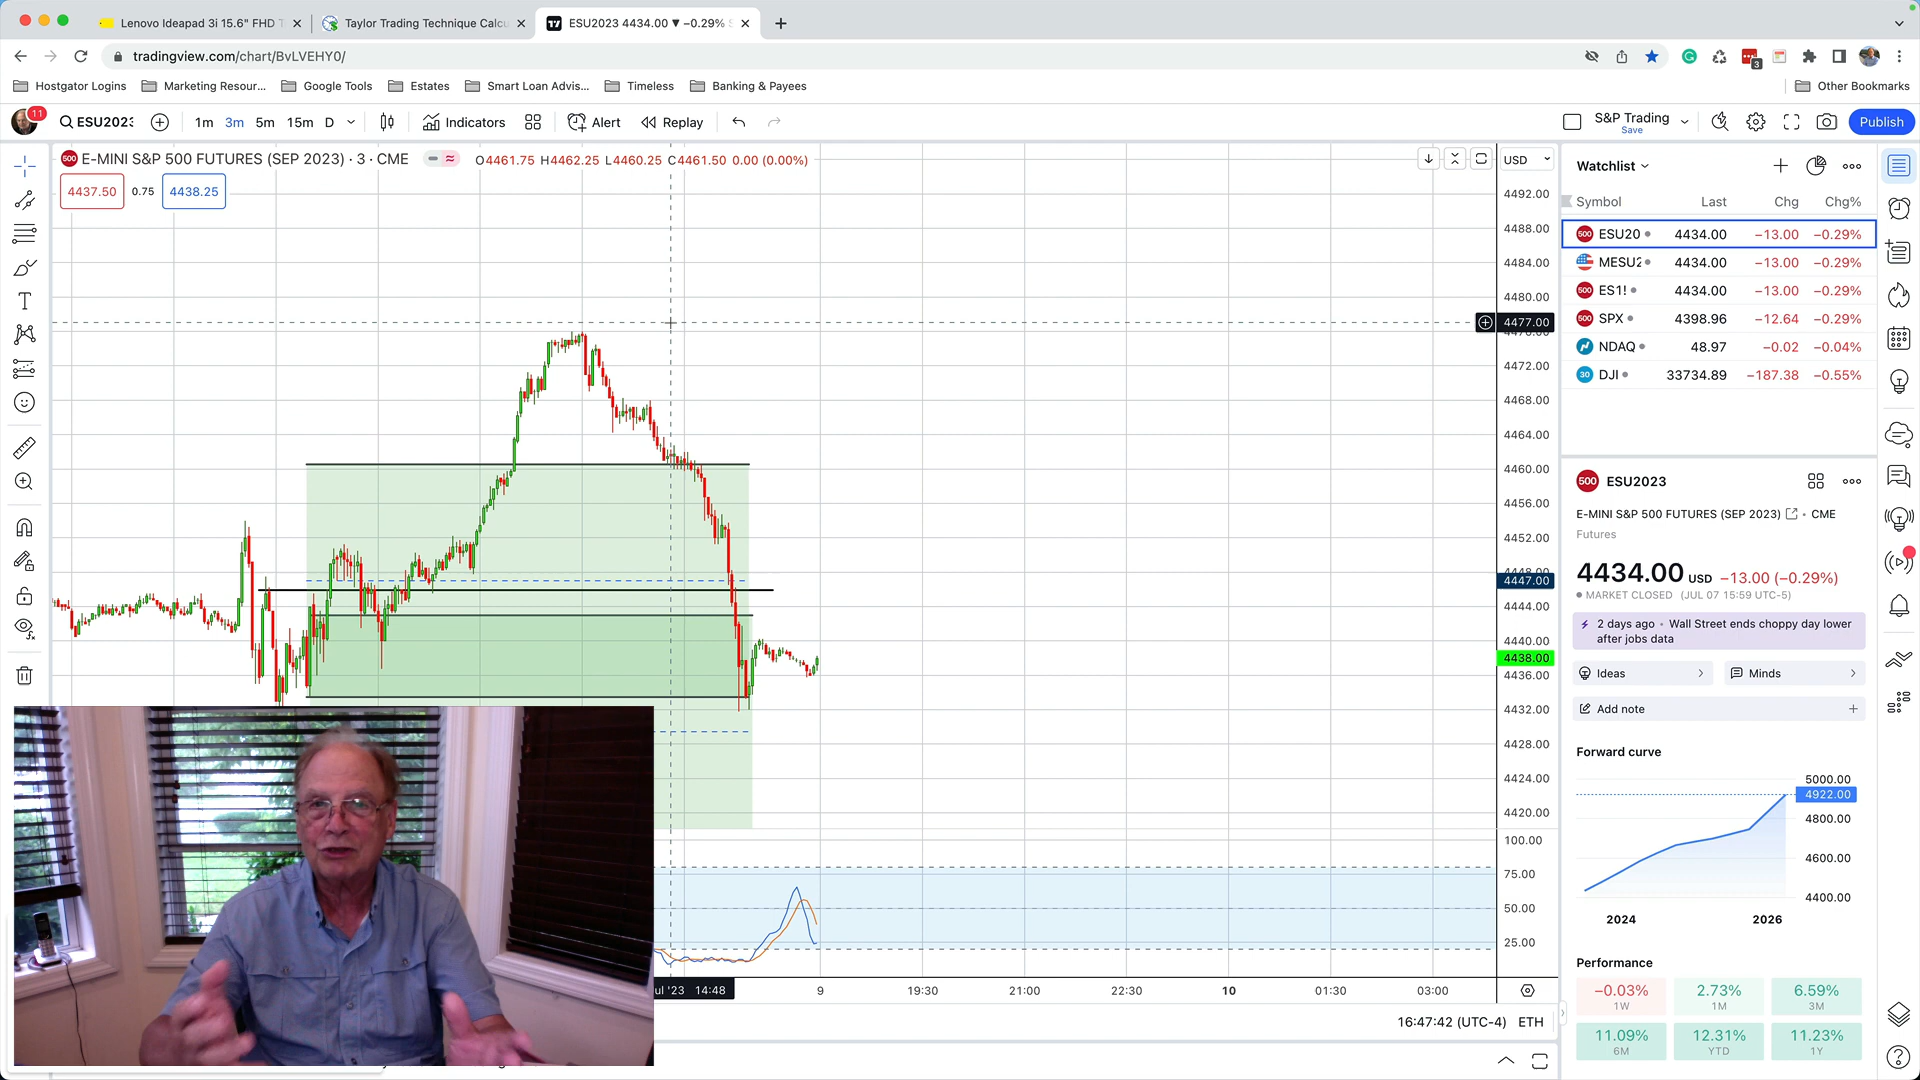 Lenovo Ideapad 3i 15.6" FHD T
Taylor Trading Technique Calcu
ESU2023 4434.00 ▼ −0.29% S
tradingview.com/chart/BvLVEHY0/
3
Hostgator Logins
Marketing Resour...
Google Tools
Estates
Smart Loan Advis...
Timeless
Banking & Payees
Other Bookmarks
11
ESU2023
1m 3m 5m 15m D
Indicators
Alert
Replay
S&P Trading
Save
Publish
500 E-MINI S&P 500 FUTURES (SEP 2023) · 3 · CME
O4461.75 H4462.25 L4460.25 C4461.50 0.00 (0.00%)
4437.50 0.75 4438.25
USD
4492.00
4488.00
4484.00
4480.00
4477.00
4472.00
4468.00
4464.00
4460.00
4456.00
4452.00
4447.00
4444.00
4440.00
4438.00
4436.00
4432.00
4428.00
4424.00
4420.00
100.00
75.00
50.00
25.00
ul '23 14:48
9 19:30 21:00 22:30 10 01:30 03:00
16:47:42 (UTC-4) ETH
Watchlist
Symbol Last Chg Chg%
500 ESU20 4434.00 −13.00 −0.29%
MESU2 4434.00 −13.00 −0.29%
500 ES1! 4434.00 −13.00 −0.29%
500 SPX 4398.96 −12.64 −0.29%
NDAQ 48.97 −0.02 −0.04%
30 DJI 33734.89 −187.38 −0.55%
500 ESU2023
E-MINI S&P 500 FUTURES (SEP 2023) · CME
Futures
4434.00 USD −13.00 (−0.29%)
MARKET CLOSED (JUL 07 15:59 UTC-5)
2 days ago · Wall Street ends choppy day lower
after jobs data
Ideas
Minds
Add note
Forward curve
5000.00
4922.00
4800.00
4600.00
4400.00
2024 2026
Performance
−0.03% 2.73% 6.59%
1W 1M 3M
11.09% 12.31% 11.23%
6M YTD 1Y